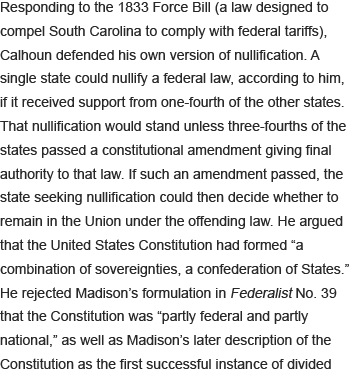 Responding to the 1833 Force Bill (a law designed to
compel South Carolina to comply with federal tariffs),
Calhoun defended his own version of nullification. A
single state could nullify a federal law, according to him,
if it received support from one-fourth of the other states.
That nullification would stand unless three-fourths of the
states passed a constitutional amendment giving final
authority to that law. If such an amendment passed, the
state seeking nullification could then decide whether to
remain in the Union under the offending law. He argued
that the United States Constitution had formed “a
combination of sovereignties, a confederation of States.”
He rejected Madison’s formulation in Federalist No. 39
that the Constitution was “partly federal and partly
national,” as well as Madison’s later description of the
Constitution as the first successful instance of divided